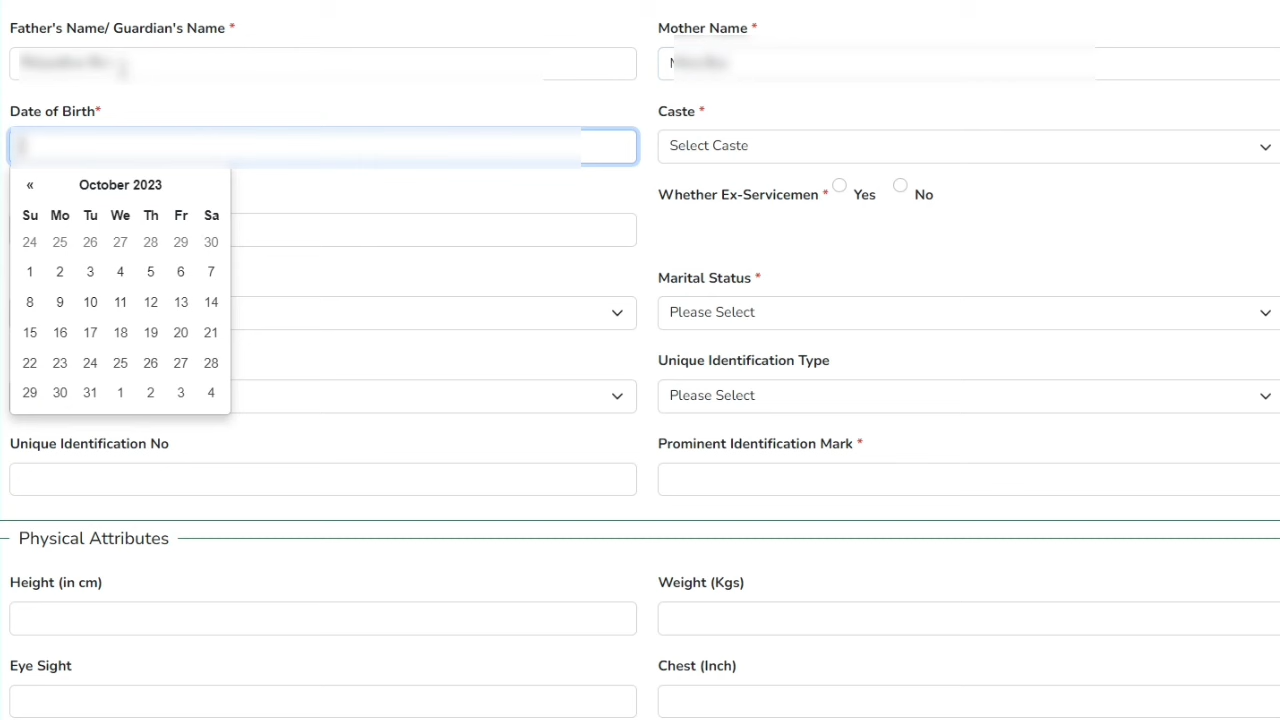 Father's Name/ Guardian's Name *
Mother Name *
Date of Birth*
Caste *
Select Caste
« October 2023
Su Mo Tu We Th Fr Sa
24 25 26 27 28 29 30
1 2 3 4 5 6 7
8 9 10 11 12 13 14
15 16 17 18 19 20 21
22 23 24 25 26 27 28
29 30 31 1 2 3 4
Whether Ex-Servicemen * Yes No
Marital Status *
Please Select
Unique Identification Type
Please Select
Unique Identification No
Prominent Identification Mark *
Physical Attributes
Height (in cm)
Weight (Kgs)
Eye Sight
Chest (Inch)